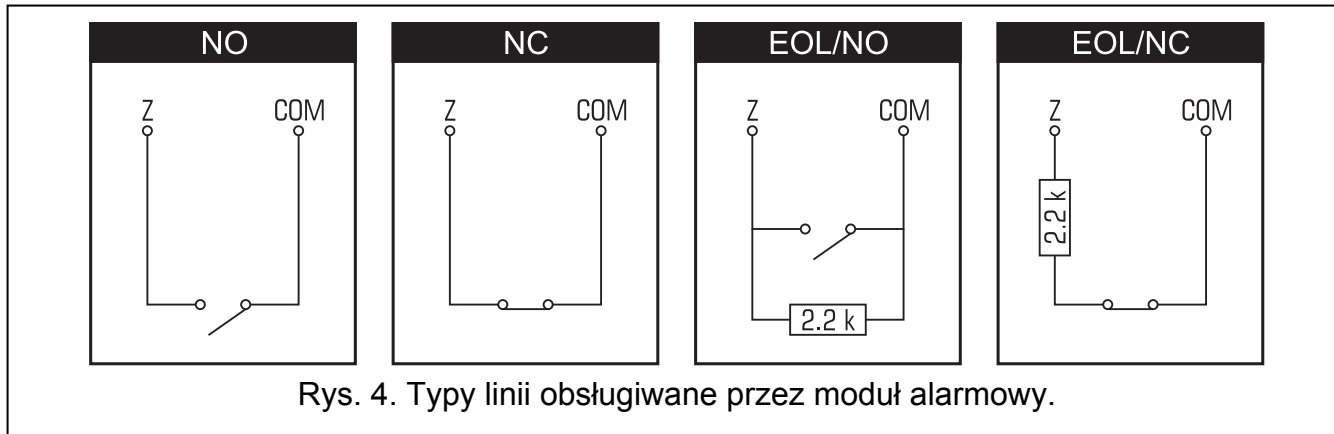 NO
Z COM
NC
Z COM
EOL/NO
Z COM
2.2 k
EOL/NC
Z COM
2.2 k
Rys. 4. Typy linii obsługiwane przez moduł alarmowy.